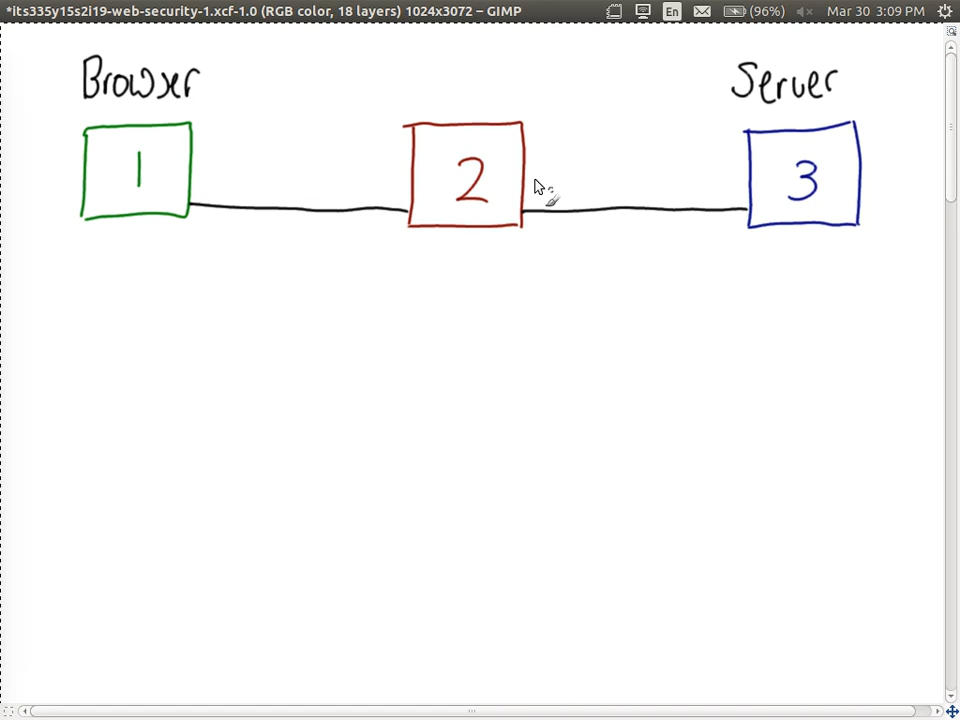 *its335y15s2i19-web-security-1.xcf-1.0 (RGB color, 18 layers) 1024x3072 – GIMP En (96%) Mar 30 3:09 PM
Browser Server
1 2 3